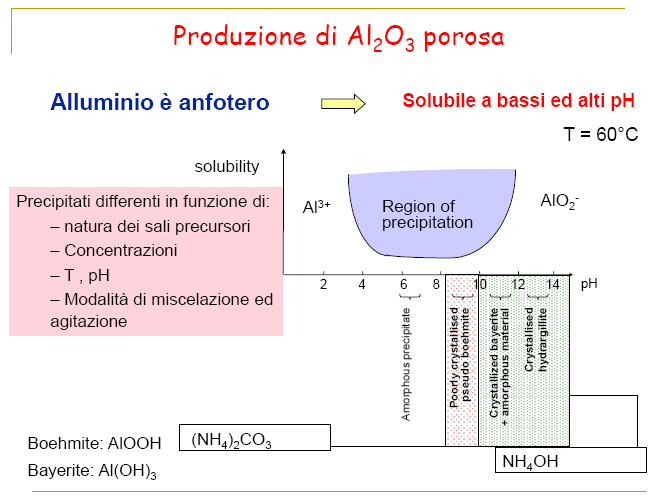 Produzione di Al₂O₃ porosa
Alluminio è anfotero
Solubile a bassi ed alti pH
T = 60°C
solubility
Precipitati differenti in funzione di:
– natura dei sali precursori
– Concentrazioni
– T , pH
– Modalità di miscelazione ed
agitazione
Al³⁺
Region of
precipitation
AlO₂⁻
2 4 6 8 10 12 14 pH
Amorphous precipitate
Poorly crystallised
pseudo boehmite
Crystallized bayerite
+ amorphous material
Crystallised
hydrargillite
(NH₄)₂CO₃
NH₄OH
Boehmite: AlOOH
Bayerite: Al(OH)₃